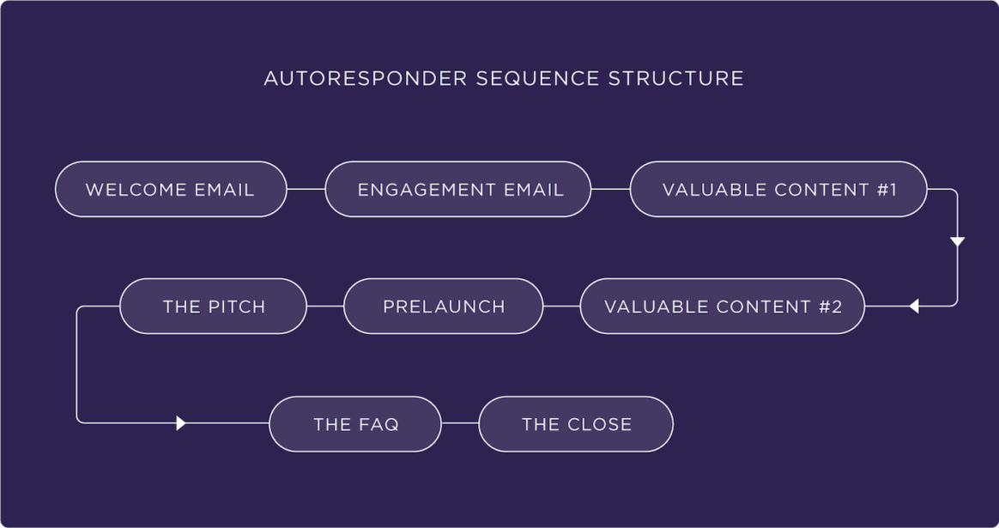 AUTORESPONDER SEQUENCE STRUCTURE
WELCOME EMAIL
ENGAGEMENT EMAIL
VALUABLE CONTENT #1
VALUABLE CONTENT #2
PRELAUNCH
THE PITCH
THE FAQ
THE CLOSE